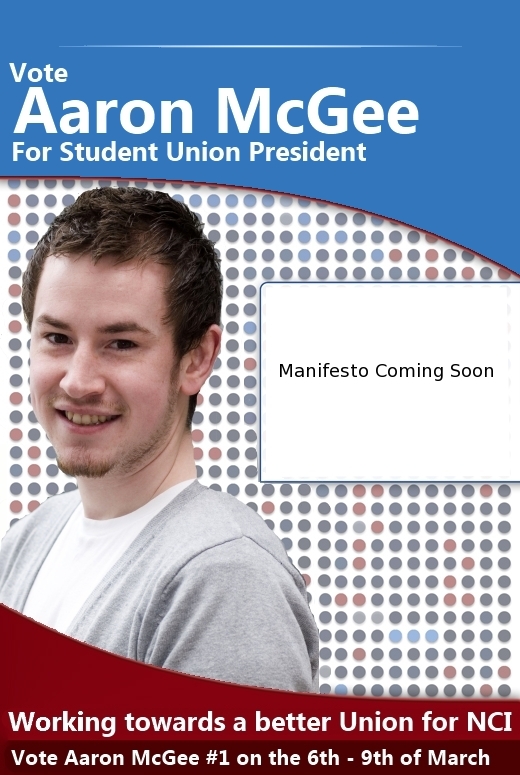 Vote
Aaron McGee
For Student Union President
Manifesto Coming Soon
Working towards a better Union for NCI
Vote Aaron McGee #1 on the 6th - 9th of March